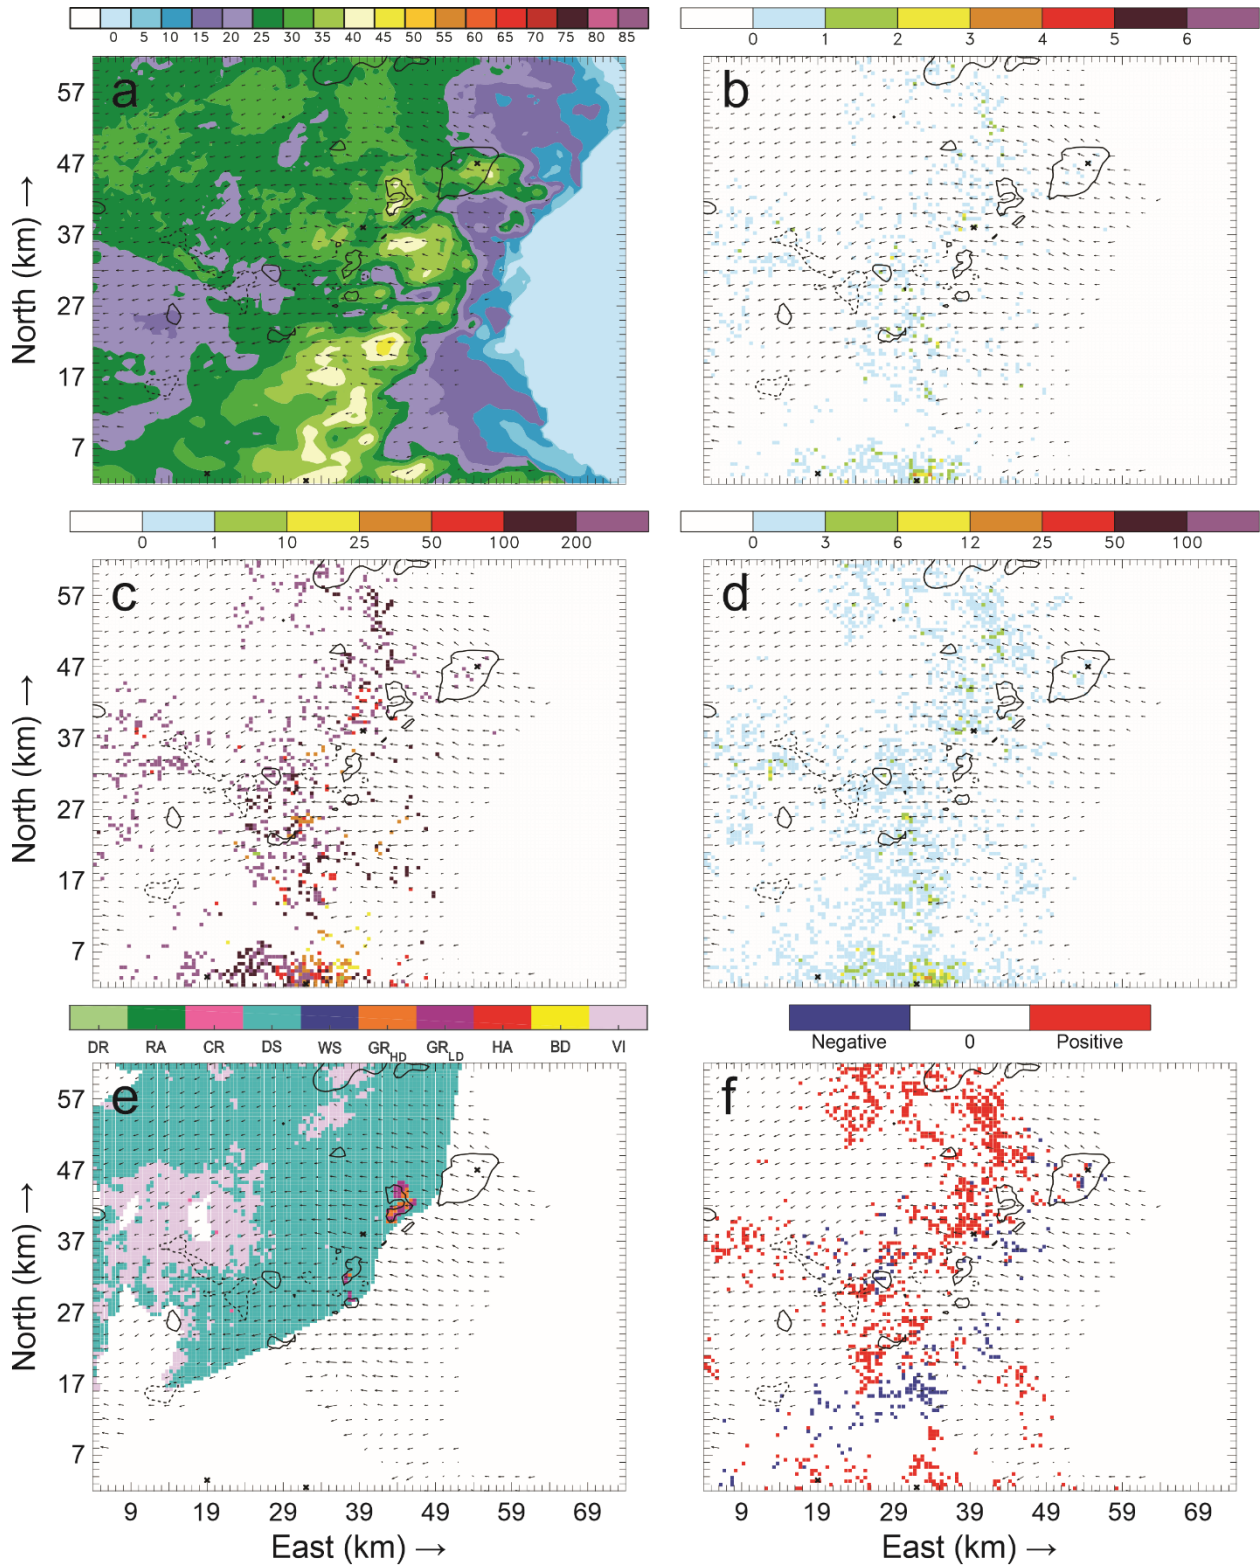 0 5 10 15 20 25 30 35 40 45 50 55 60 65 70 75 80 85
0 1 2 3 4 5 6
a
b
57
47
37
27
17
7
North (km) →
0 1 10 25 50 100 200
0 3 6 12 25 50 100
c
d
57
47
37
27
17
7
North (km) →
DR RA CR DS WS GR HD GR LD HA BD VI
Negative 0 Positive
e
f
57
47
37
27
17
7
North (km) →
9 19 29 39 49 59 69
9 19 29 39 49 59 69
East (km) →
East (km) →